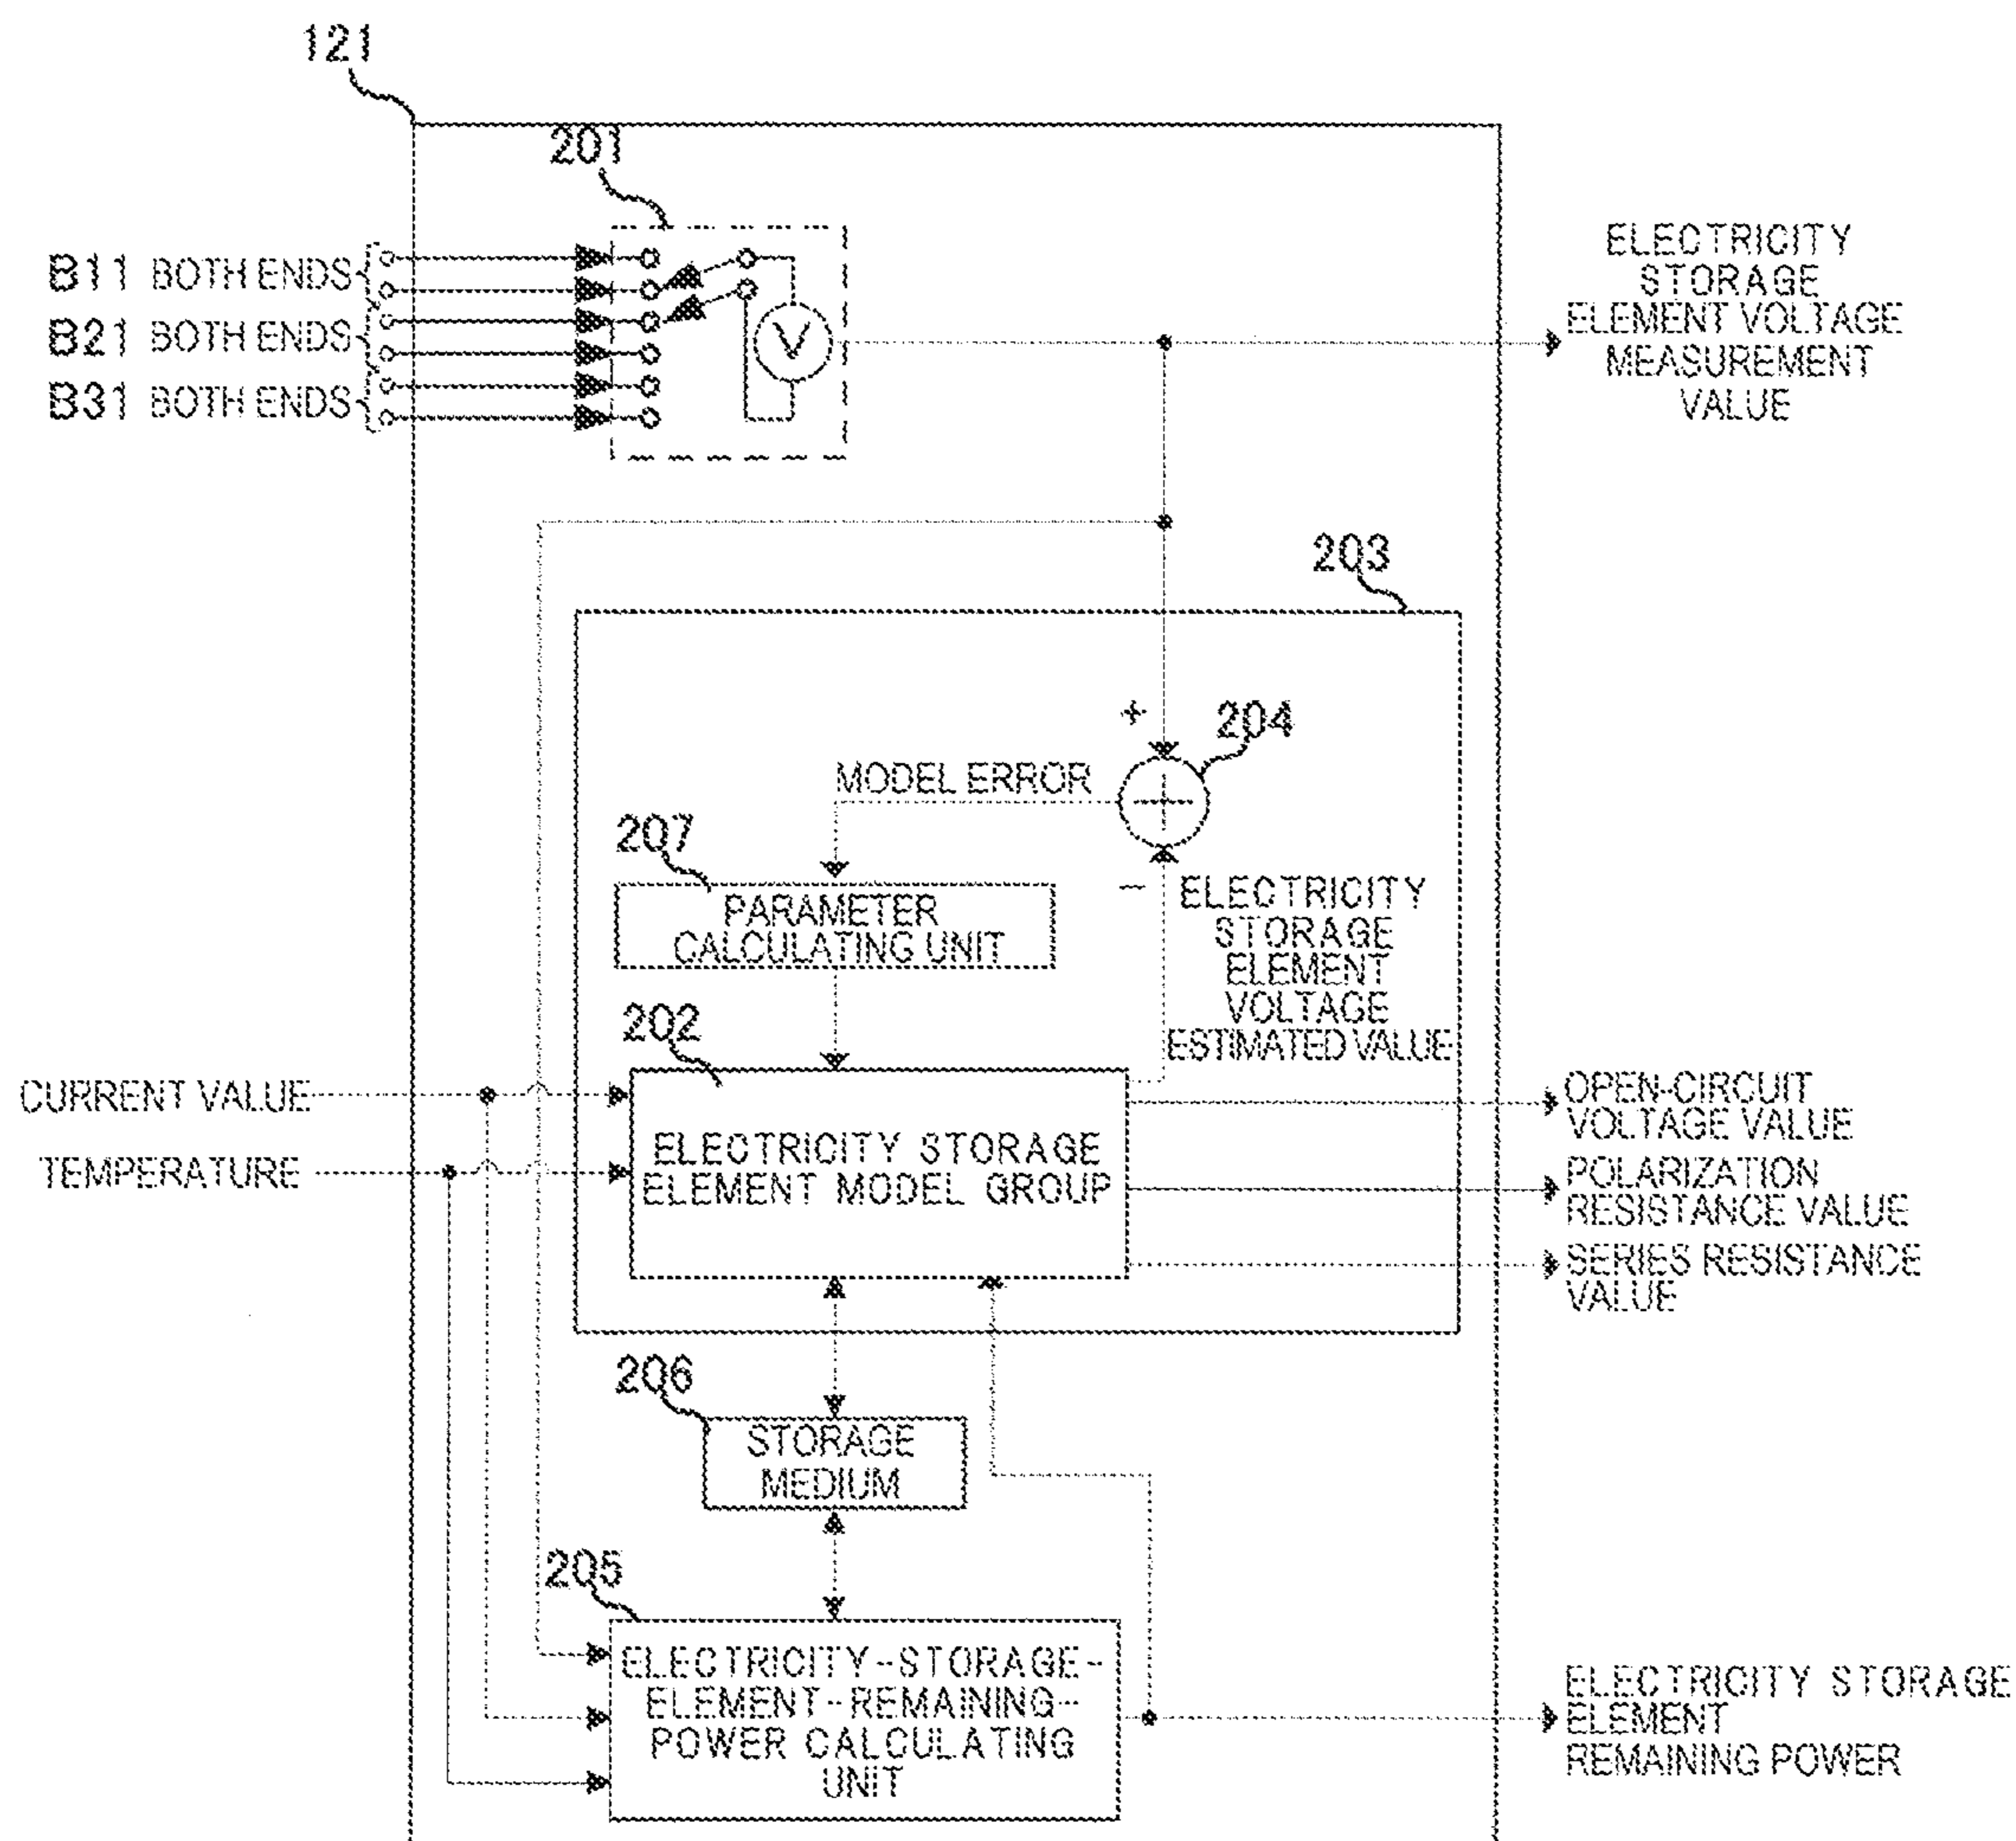 121
201
B11 BOTH ENDS
B21 BOTH ENDS
B31 BOTH ENDS
V
ELECTRICITY
STORAGE
ELEMENT VOLTAGE
MEASUREMENT
VALUE
203
+
204
MODEL ERROR
207
PARAMETER
CALCULATING UNIT
−
ELECTRICITY
STORAGE
ELEMENT
VOLTAGE
ESTIMATED VALUE
202
CURRENT VALUE
TEMPERATURE
ELECTRICITY STORAGE
ELEMENT MODEL GROUP
OPEN-CIRCUIT
VOLTAGE VALUE
POLARIZATION
RESISTANCE VALUE
SERIES RESISTANCE
VALUE
206
STORAGE
MEDIUM
205
ELECTRICITY-STORAGE-
ELEMENT-REMAINING-
POWER CALCULATING
UNIT
ELECTRICITY STORAGE
ELEMENT
REMAINING POWER